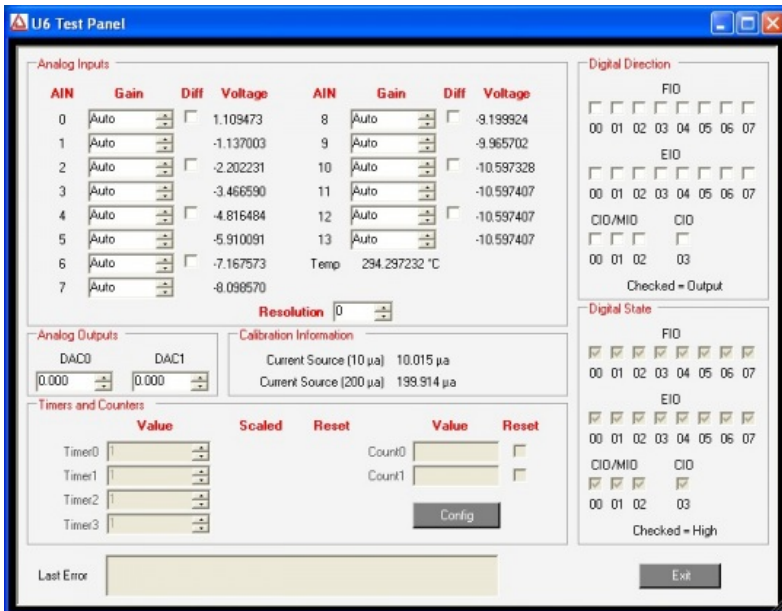 U6 Test Panel
Analog Inputs
AIN Gain Diff Voltage AIN Gain Diff Voltage
0 Auto 1.109473 8 Auto -9.199924
1 Auto -1.137003 9 Auto -9.965702
2 Auto -2.202231 10 Auto -10.597328
3 Auto -3.466590 11 Auto -10.597407
4 Auto -4.816484 12 Auto -10.597407
5 Auto -5.910091 13 Auto -10.597407
6 Auto -7.167573 Temp 294.297232 °C
7 Auto -8.098570
Resolution 0
Analog Outputs
DAC0 DAC1
0.000 0.000
Calibration Information
Current Source (10 µa) 10.015 µa
Current Source (200 µa) 199.914 µa
Timers and Counters
Value Scaled Reset Value Reset
Timer0 1 Count0
Timer1 1 Count1
Timer2 1
Timer3 1
Config
Last Error
Digital Direction
FIO
00 01 02 03 04 05 06 07
EIO
00 01 02 03 04 05 06 07
CIO/MIO CIO
00 01 02 03
Checked = Output
Digital State
FIO
00 01 02 03 04 05 06 07
EIO
00 01 02 03 04 05 06 07
CIO/MIO CIO
00 01 02 03
Checked = High
Exit